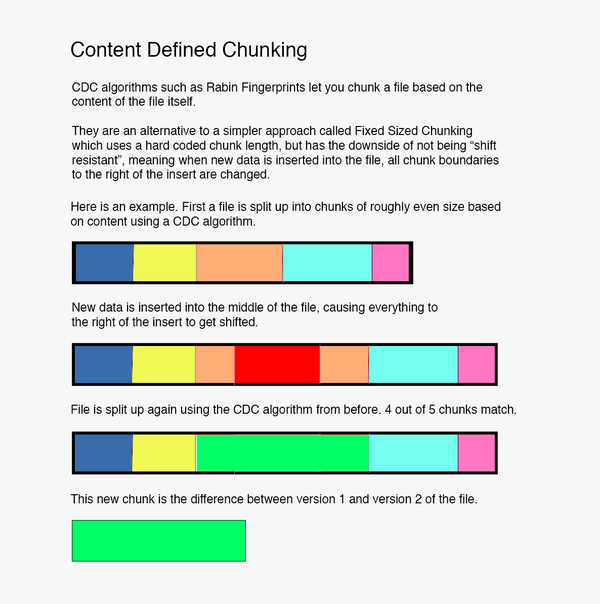 Content Defined Chunking
CDC algorithms such as Rabin Fingerprints let you chunk a file based on the
content of the file itself.
They are an alternative to a simpler approach called Fixed Sized Chunking
which uses a hard coded chunk length, but has the downside of not being “shift
resistant”, meaning when new data is inserted into the file, all chunk boundaries
to the right of the insert are changed.
Here is an example. First a file is split up into chunks of roughly even size based
on content using a CDC algorithm.
New data is inserted into the middle of the file, causing everything to
the right of the insert to get shifted.
File is split up again using the CDC algorithm from before. 4 out of 5 chunks match.
This new chunk is the difference between version 1 and version 2 of the file.